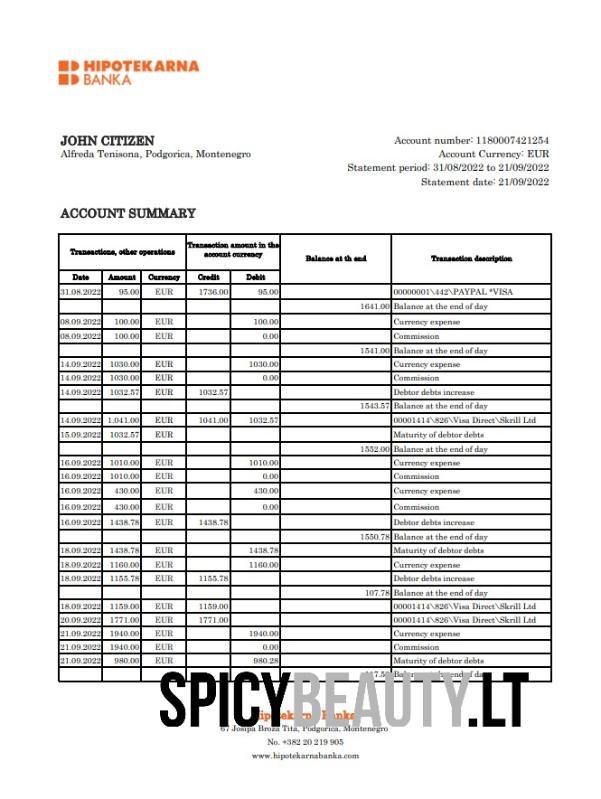 HIPOTEKARNA
BANKA
JOHN CITIZEN
Alfreda Tenisona, Podgorica, Montenegro
Account number: 1180007421254
Account Currency: EUR
Statement period: 31/08/2022 to 21/09/2022
Statement date: 21/09/2022
ACCOUNT SUMMARY
Transactions, other operations Transaction amount in the account currency Balance at th end Transaction description
Date Amount Currency Credit Debit
31.08.2022 95.00 EUR 1736.00 95.00 00000001\442\PAYPAL *VISA
1641.00 Balance at the end of day
08.09.2022 100.00 EUR 100.00 Currency expense
08.09.2022 100.00 EUR 0.00 Commission
1541.00 Balance at the end of day
14.09.2022 1030.00 EUR 1030.00 Currency expense
14.09.2022 1030.00 EUR 0.00 Commission
14.09.2022 1032.57 EUR 1032.57 Debtor debts increase
1543.57 Balance at the end of day
14.09.2022 1.041.00 EUR 1041.00 1032.57 00001414\826\Visa Direct\Skrill Ltd
15.09.2022 1032.57 EUR Maturity of debtor debts
1552.00 Balance at the end of day
16.09.2022 1010.00 EUR 1010.00 Currency expense
16.09.2022 1010.00 EUR 0.00 Commission
16.09.2022 430.00 EUR 430.00 Currency expense
16.09.2022 430.00 EUR 0.00 Commission
16.09.2022 1438.78 EUR 1438.78 Debtor debts increase
1550.78 Balance at the end of day
18.09.2022 1438.78 EUR 1438.78 Maturity of debtor debts
18.09.2022 1160.00 EUR 1160.00 Currency expense
18.09.2022 1155.78 EUR 1155.78 Debtor debts increase
107.78 Balance at the end of day
18.09.2022 1159.00 EUR 1159.00 00001414\826\Visa Direct\Skrill Ltd
20.09.2022 1771.00 EUR 1771.00 00001414\826\Visa Direct\Skrill Ltd
21.09.2022 1940.00 EUR 1940.00 Currency expense
21.09.2022 1940.00 EUR 0.00 Commission
21.09.2022 980.00 EUR 980.28 Maturity of debtor debts
SPICYBEAUTY.LT
67 Josipa Broza Tita, Podgorica, Montenegro
No. +382 20 219 905
www.hipotekarnabanka.com